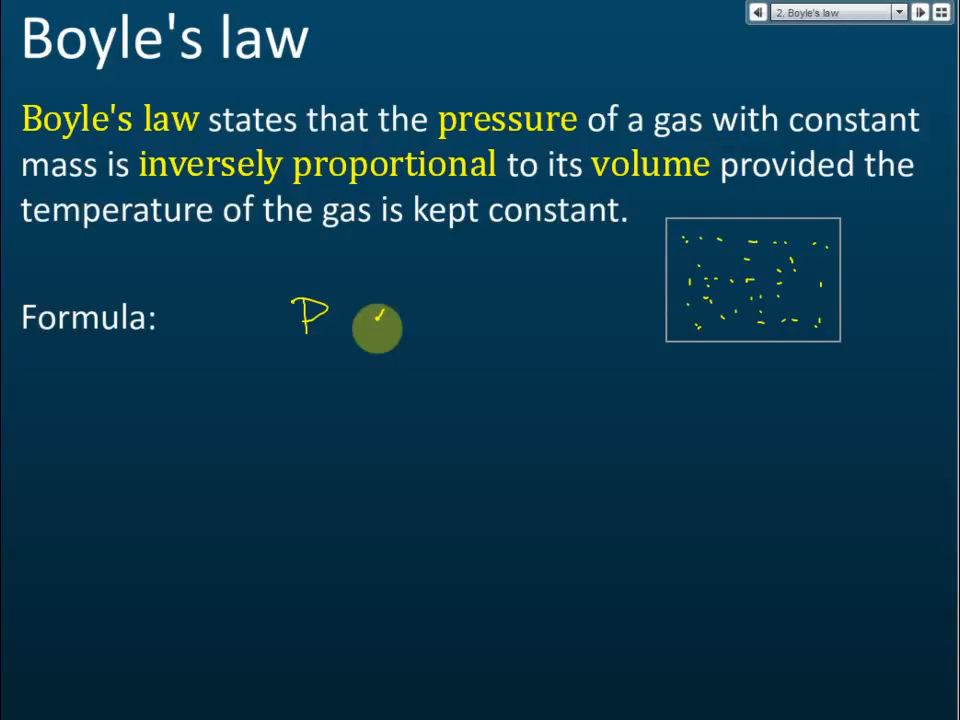 2. Boyle's law
Boyle's law
Boyle's law states that the pressure of a gas with constant
mass is inversely proportional to its volume provided the
temperature of the gas is kept constant.
Formula: P